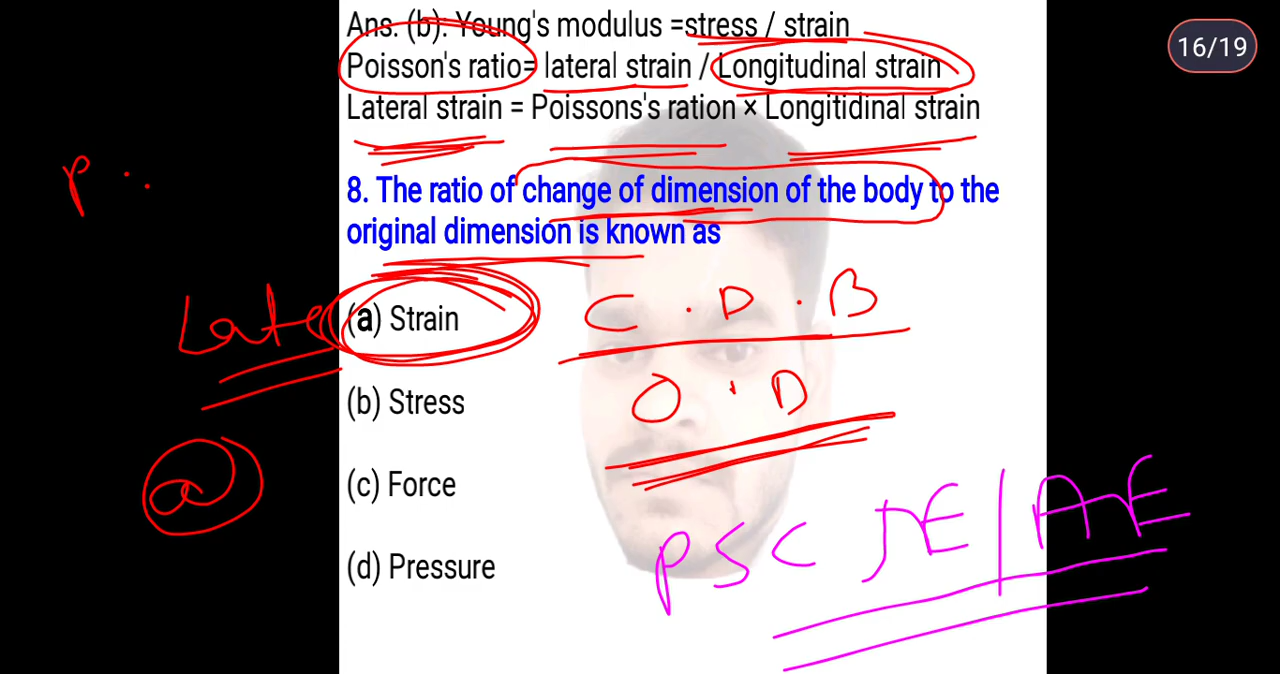 Ans. (b): Young's modulus =stress / strain
16/19
Poisson's ratio= lateral strain / Longitudinal strain
Lateral strain = Poissons's ration × Longitidinal strain
P ..
8. The ratio of change of dimension of the body to the
original dimension is known as
Late
(a) Strain
C . D . B
(b) Stress
O . D
a
(c) Force
PSC JE/AE
(d) Pressure